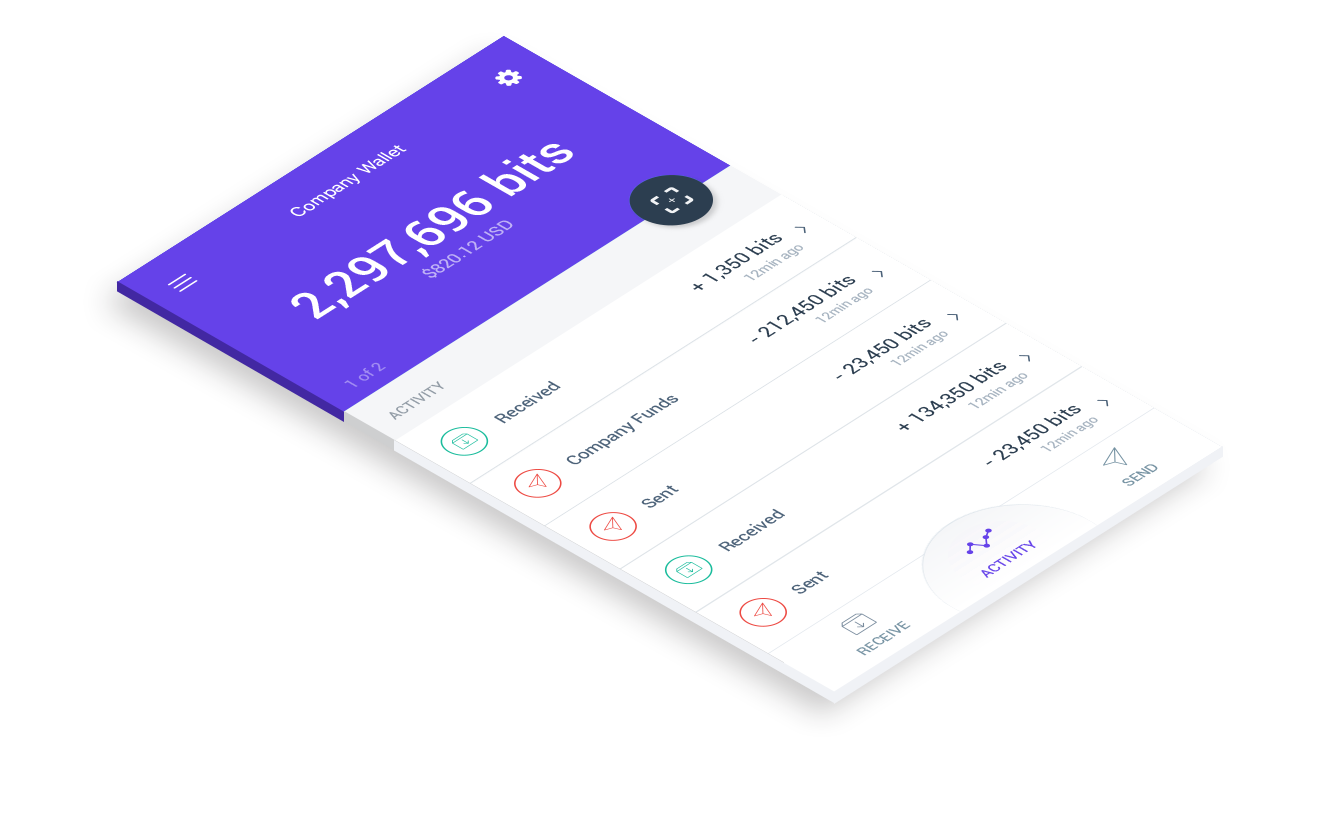 Company Wallet
2,297,696 bits
$820.12 USD
1 of 2
ACTIVITY
Received
+ 1,350 bits
12min ago
Company Funds
- 212,450 bits
12min ago
Sent
- 23,450 bits
12min ago
Received
+ 134,350 bits
12min ago
Sent
- 23,450 bits
12min ago
RECEIVE
ACTIVITY
SEND